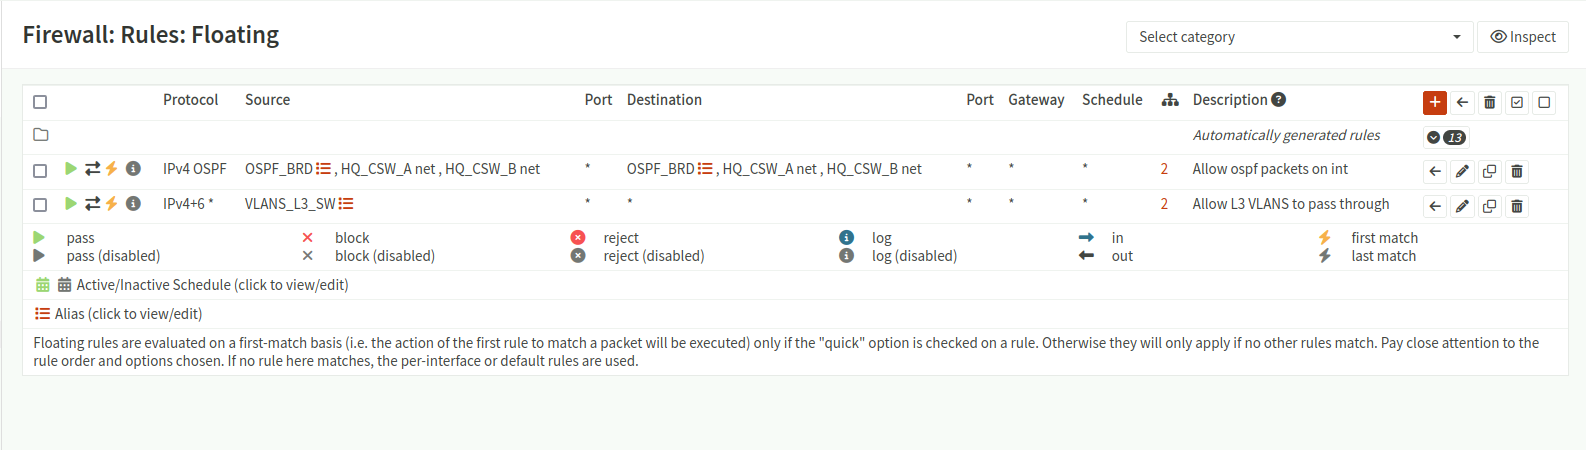 Firewall: Rules: Floating
Select category
Inspect
Protocol Source Port Destination Port Gateway Schedule Description
Automatically generated rules 13
IPv4 OSPF OSPF_BRD , HQ_CSW_A net , HQ_CSW_B net * OSPF_BRD , HQ_CSW_A net , HQ_CSW_B net * * * 2 Allow ospf packets on int
IPv4+6 * VLANS_L3_SW * * * * * 2 Allow L3 VLANS to pass through
pass block reject log in first match
pass (disabled) block (disabled) reject (disabled) log (disabled) out last match
Active/Inactive Schedule (click to view/edit)
Alias (click to view/edit)
Floating rules are evaluated on a first-match basis (i.e. the action of the first rule to match a packet will be executed) only if the "quick" option is checked on a rule. Otherwise they will only apply if no other rules match. Pay close attention to the
rule order and options chosen. If no rule here matches, the per-interface or default rules are used.